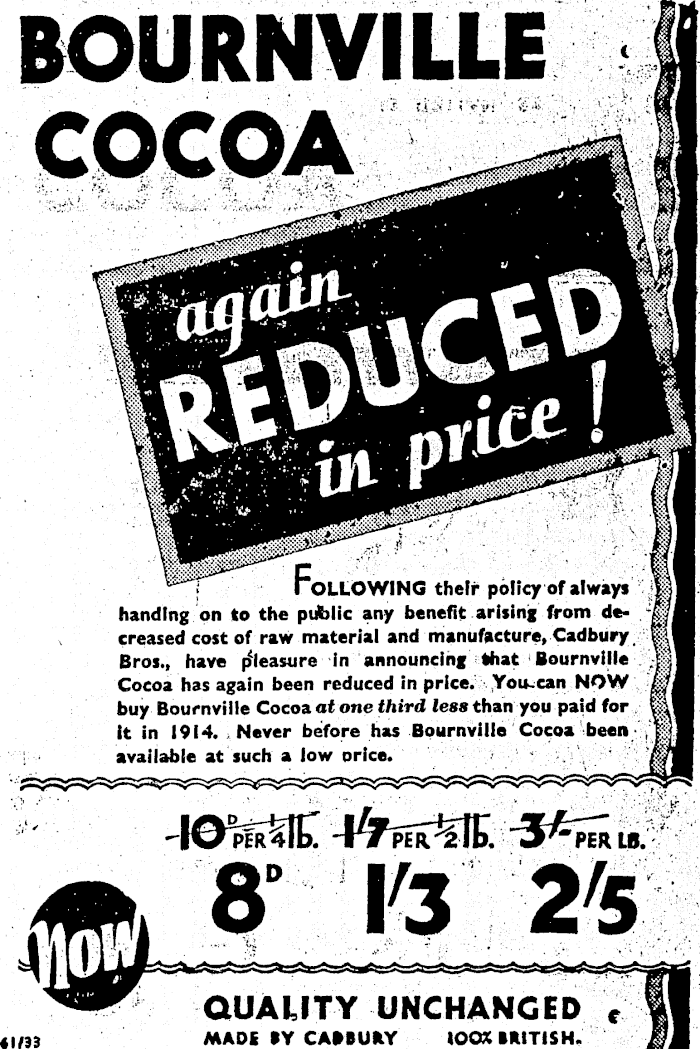 BOURNVILLE
COCOA
again
REDUCED
in price!
FOLLOWING their policy of always
handing on to the public any benefit arising from de-
creased cost of raw material and manufacture, Cadbury
Bros., have pleasure in announcing that Bournville
Cocoa has again been reduced in price. You can NOW
buy Bournville Cocoa at one third less than you paid for
it in 1914. Never before has Bournville Cocoa been
available at such a low price.
10D PER 1/4 lb. 1/7 PER 1/2 lb. 3/- PER LB.
8D 1/3 2/5
Now
QUALITY UNCHANGED
MADE BY CADBURY 100% BRITISH.
41/33